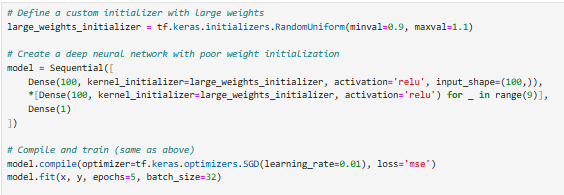 # Define a custom initializer with large weights
large_weights_initializer = tf.keras.initializers.RandomUniform(minval=0.9, maxval=1.1)

# Create a deep neural network with poor weight initialization
model = Sequential([
    Dense(100, kernel_initializer=large_weights_initializer, activation='relu', input_shape=(100,)),
    *[Dense(100, kernel_initializer=large_weights_initializer, activation='relu') for _ in range(9)],
    Dense(1)
])

# Compile and train (same as above)
model.compile(optimizer=tf.keras.optimizers.SGD(learning_rate=0.01), loss='mse')
model.fit(x, y, epochs=5, batch_size=32)